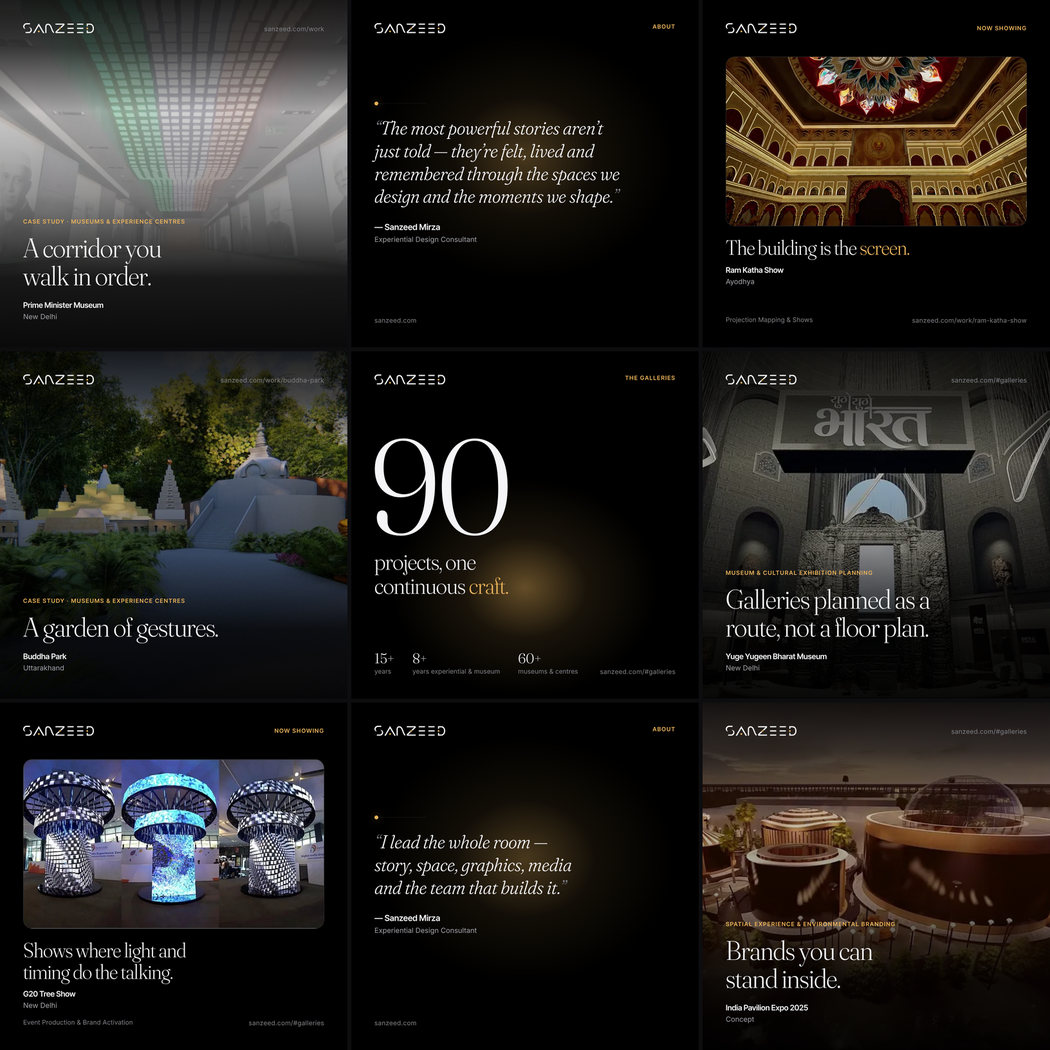 SANZEED
sanzeed.com/work
CASE STUDY · MUSEUMS & EXPERIENCE CENTRES
A corridor you
walk in order.
Prime Minister Museum
New Delhi
SANZEED
ABOUT
“The most powerful stories aren’t
just told — they’re felt, lived and
remembered through the spaces we
design and the moments we shape.”
— Sanzeed Mirza
Experiential Design Consultant
sanzeed.com
SANZEED
NOW SHOWING
The building is the screen.
Ram Katha Show
Ayodhya
Projection Mapping & Shows
sanzeed.com/work/ram-katha-show
SANZEED
sanzeed.com/work/buddha-park
CASE STUDY · MUSEUMS & EXPERIENCE CENTRES
A garden of gestures.
Buddha Park
Uttarakhand
SANZEED
THE GALLERIES
90
projects, one
continuous craft.
15+
years
8+
years experiential & museum
60+
museums & centres
sanzeed.com/#galleries
SANZEED
sanzeed.com/#galleries
युगे युगे
भारत
MUSEUM & CULTURAL EXHIBITION PLANNING
Galleries planned as a
route, not a floor plan.
Yuge Yugeen Bharat Museum
New Delhi
SANZEED
NOW SHOWING
Shows where light and
timing do the talking.
G20 Tree Show
New Delhi
Event Production & Brand Activation
sanzeed.com/#galleries
SANZEED
ABOUT
“I lead the whole room —
story, space, graphics, media
and the team that builds it.”
— Sanzeed Mirza
Experiential Design Consultant
sanzeed.com
SANZEED
sanzeed.com/#galleries
SPATIAL EXPERIENCE & ENVIRONMENTAL BRANDING
Brands you can
stand inside.
India Pavilion Expo 2025
Concept